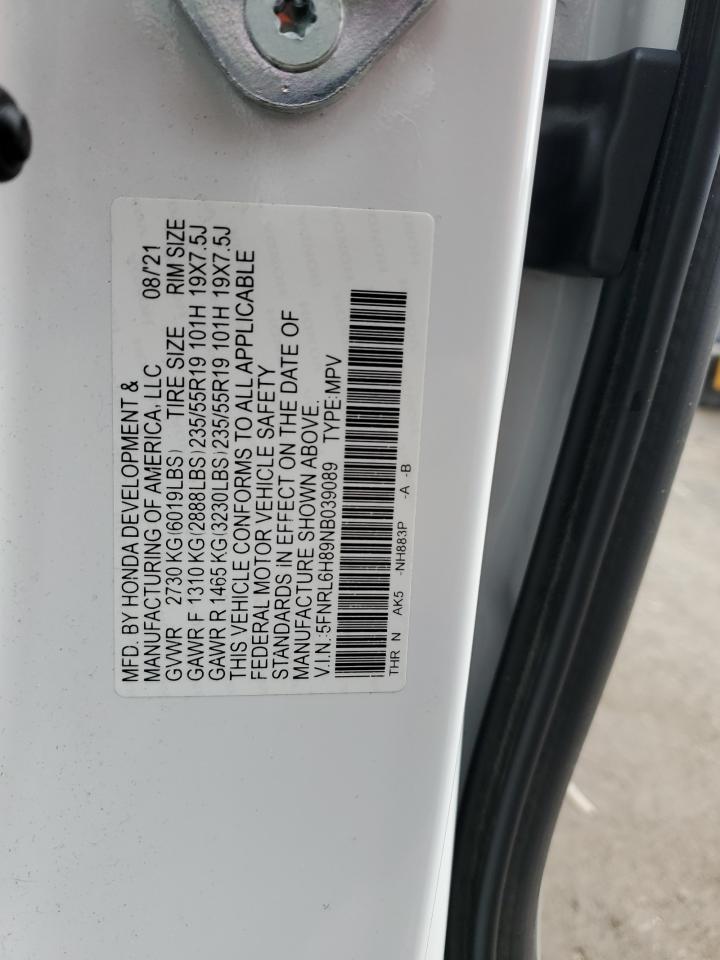 MFD. BY HONDA DEVELOPMENT &
MANUFACTURING OF AMERICA, LLC 08/'21
GVWR 2730 KG (6019LBS) TIRE SIZE RIM SIZE
GAWR F 1310 KG (2888LBS) 235/55R19 101H 19X7.5J
GAWR R 1465 KG (3230LBS) 235/55R19 101H 19X7.5J
THIS VEHICLE CONFORMS TO ALL APPLICABLE
FEDERAL MOTOR VEHICLE SAFETY
STANDARDS IN EFFECT ON THE DATE OF
MANUFACTURE SHOWN ABOVE.
V.I.N.:5FNRL6H89NB039089 TYPE:MPV
THR N AK5 -NH883P -A -B